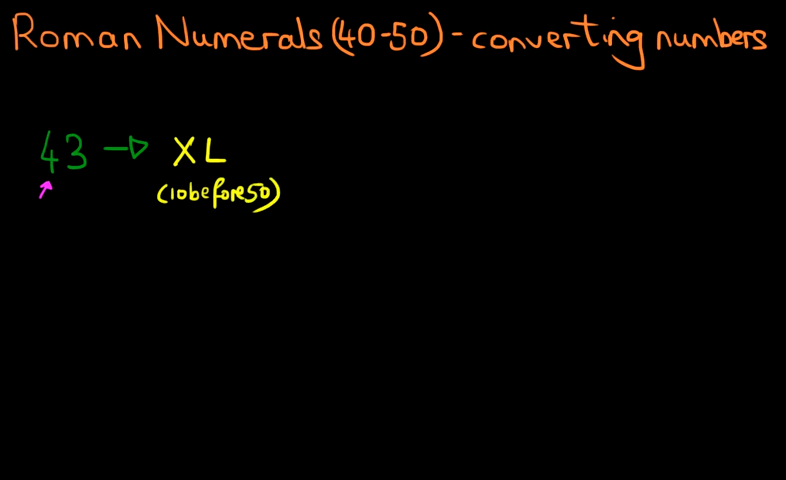 Roman Numerals (40-50) - converting numbers
43 → XL
(10 before 50)